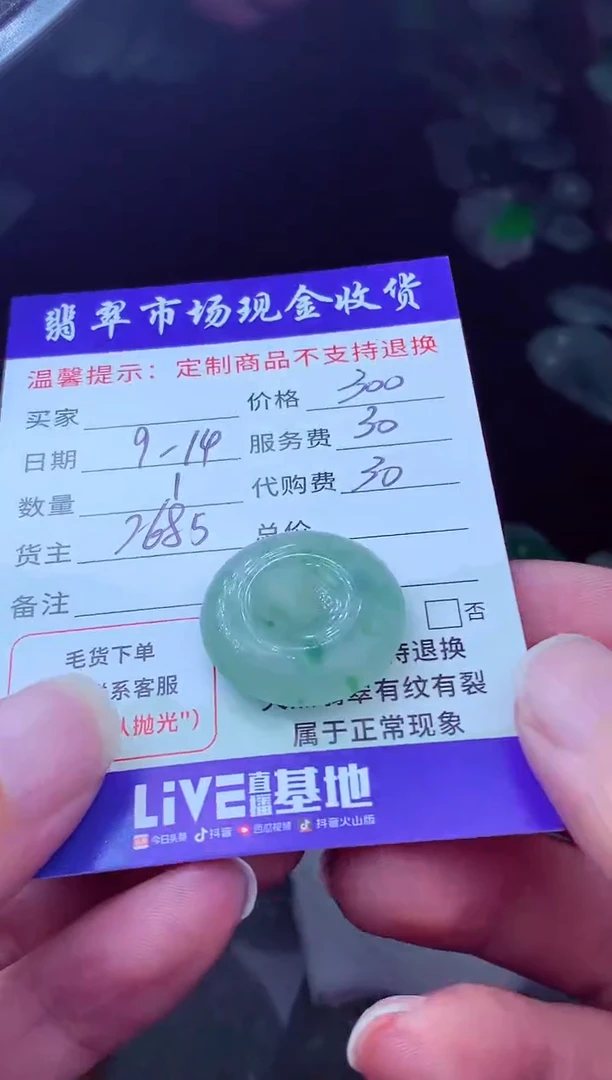 翡翠市场现金收货
温馨提示：定制商品不支持退换
买家 价格 300
日期 9-14 服务费 30
数量 1 代购费 30
货主 7685 总价
备注
否
毛货下单
系客服 持退换
认抛光”） 翡翠有纹有裂
属于正常现象
LiVE直播基地
今日头条 抖音 西瓜视频 抖音火山版